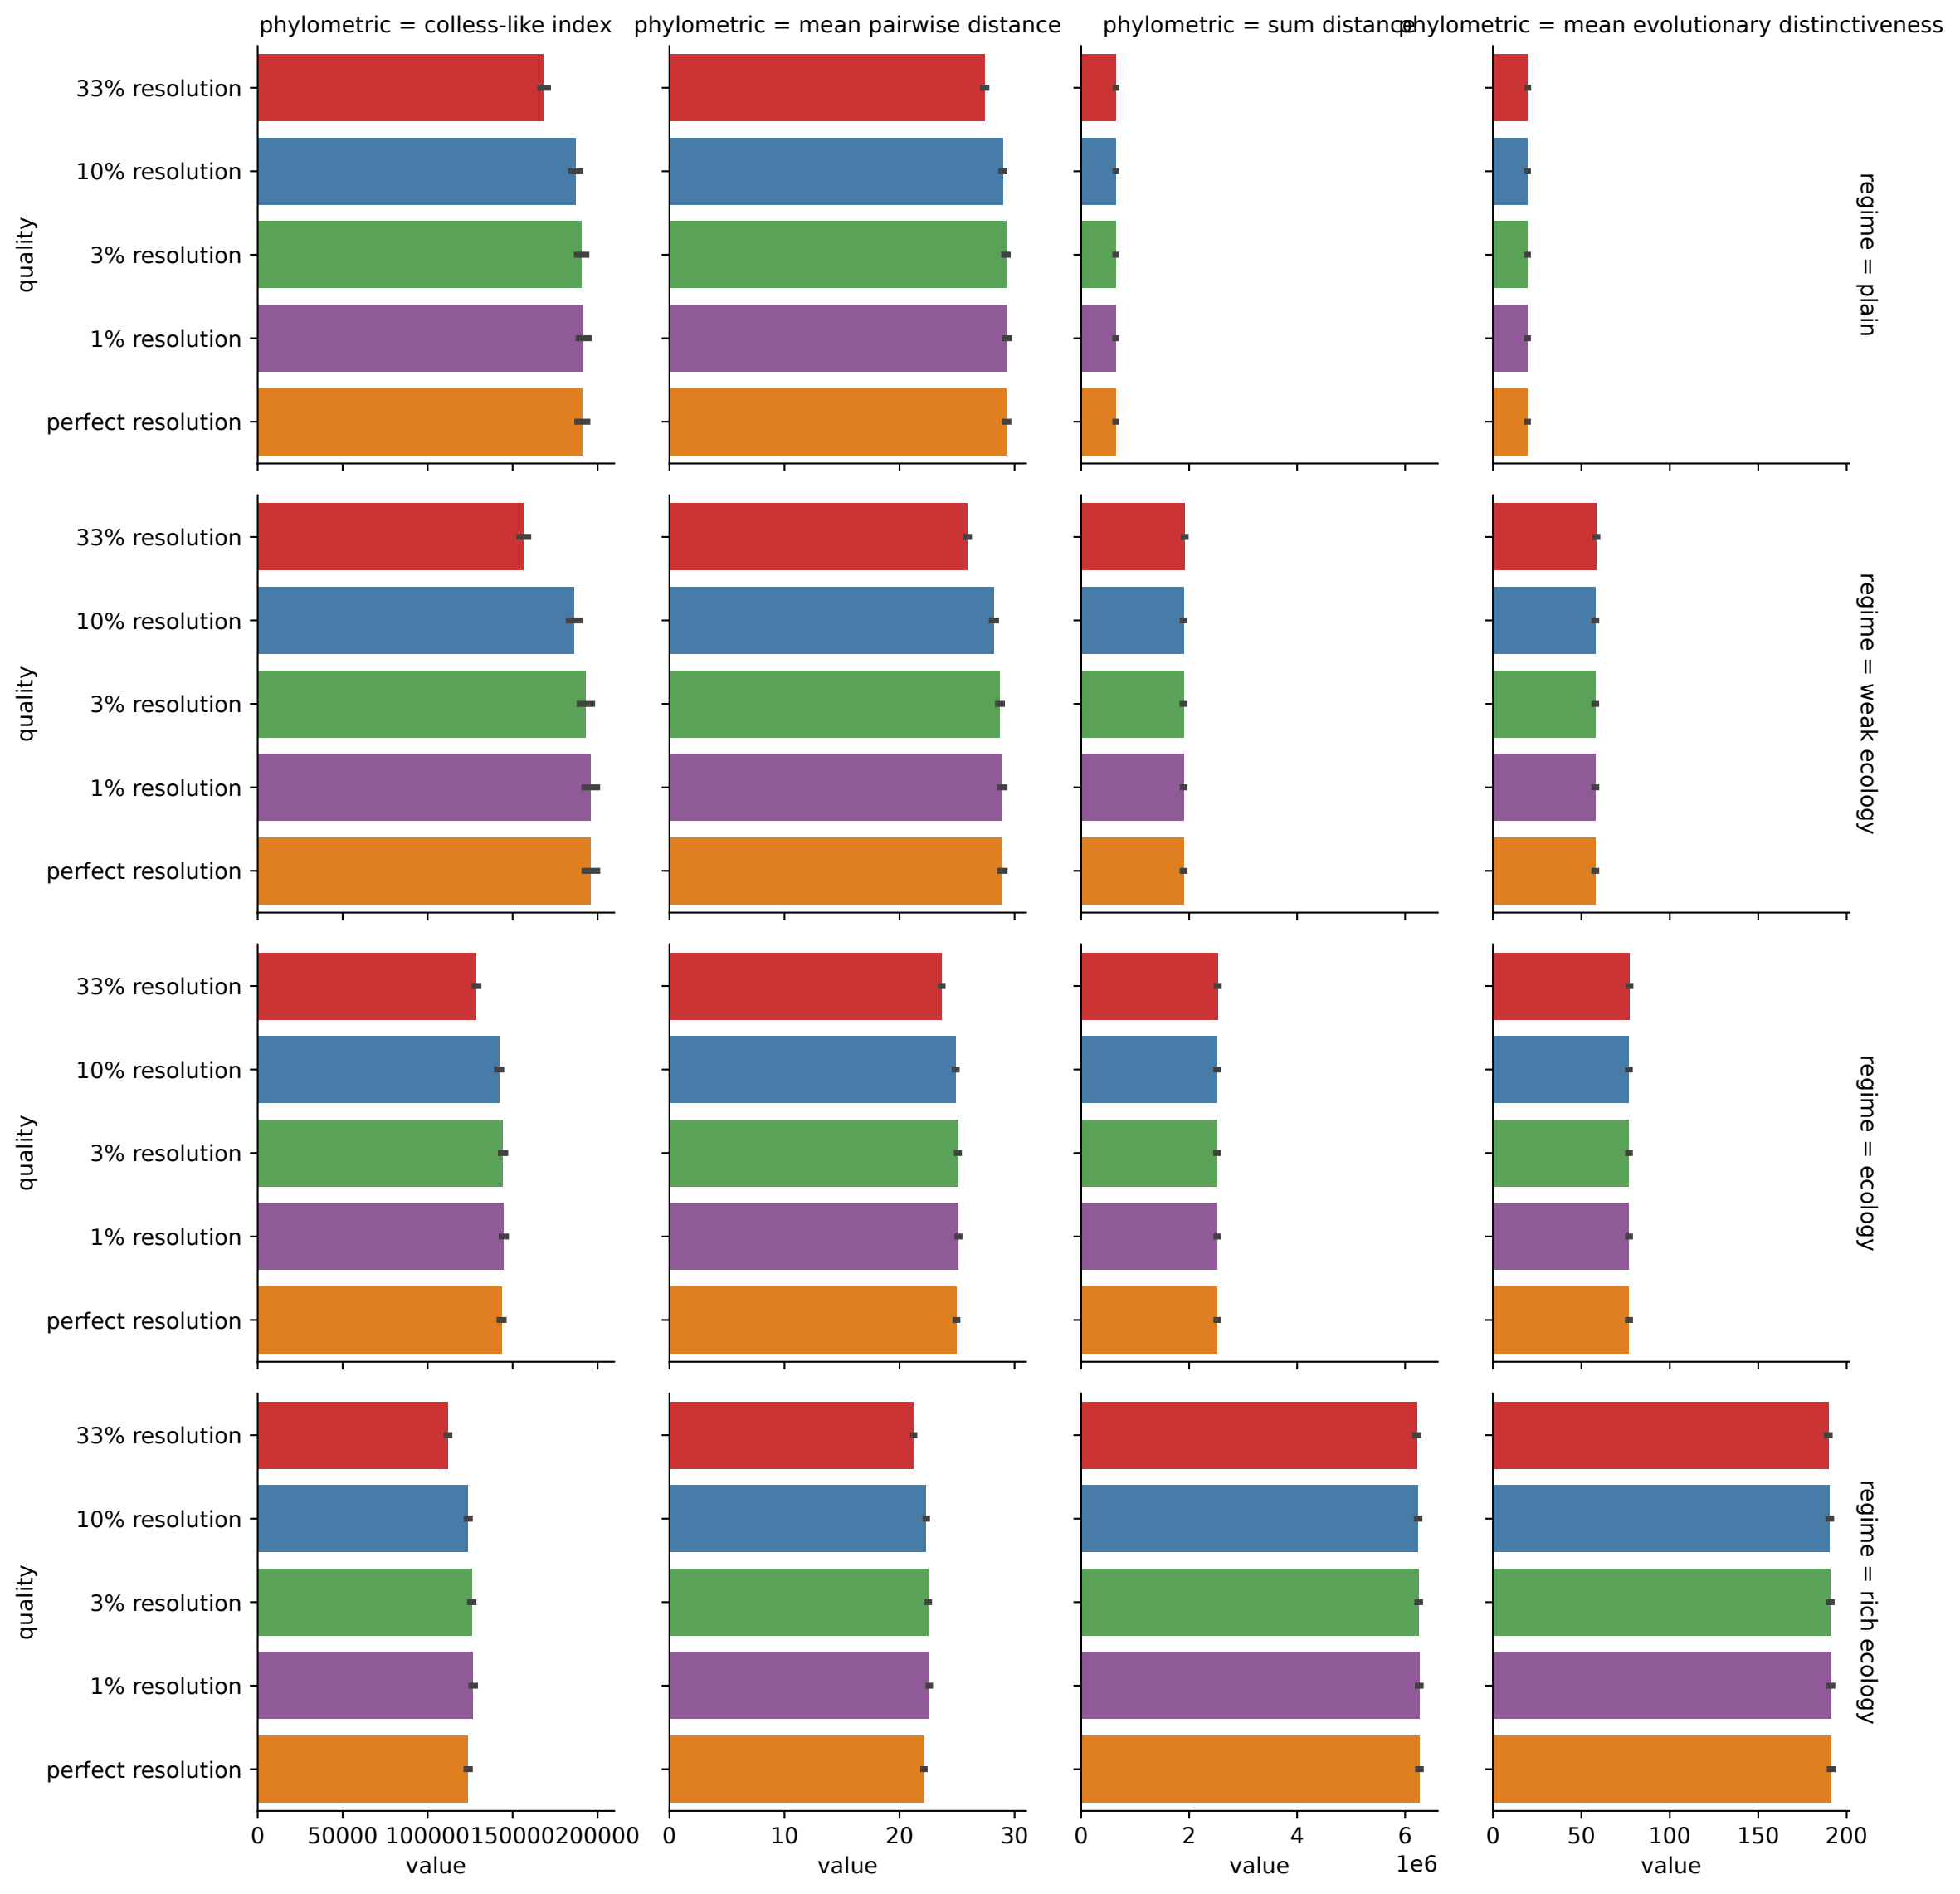 phylometric = colless-like index
phylometric = mean pairwise distance
phylometric = sum distance
phylometric = mean evolutionary distinctiveness
quality
33% resolution
10% resolution
3% resolution
1% resolution
perfect resolution
regime = plain
quality
33% resolution
10% resolution
3% resolution
1% resolution
perfect resolution
regime = weak ecology
quality
33% resolution
10% resolution
3% resolution
1% resolution
perfect resolution
regime = ecology
quality
33% resolution
10% resolution
3% resolution
1% resolution
perfect resolution
regime = rich ecology
0 50000 100000 150000 200000
value
0 10 20 30
value
0 2 4 6
1e6
value
0 50 100 150 200
value